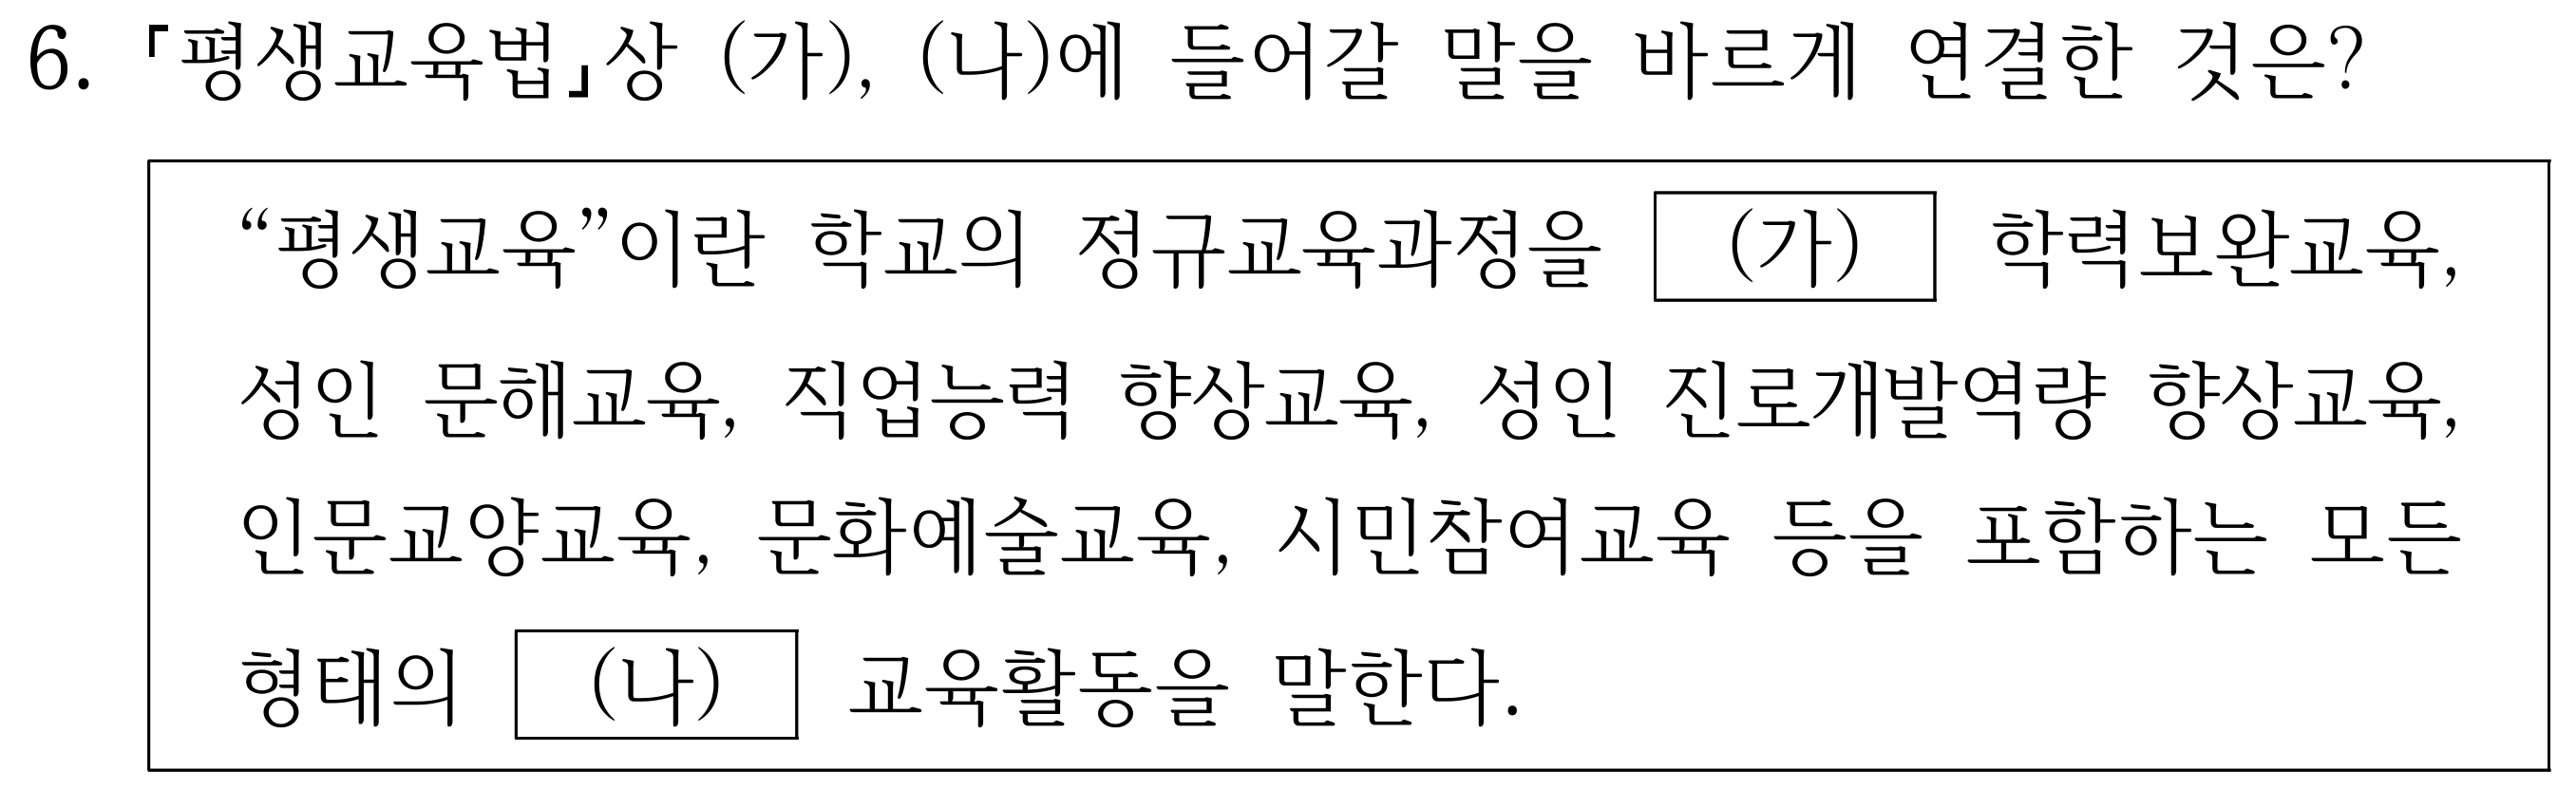 6. 「평생교육법」상 (가), (나)에 들어갈 말을 바르게 연결한 것은?
“평생교육”이란 학교의 정규교육과정을 (가) 학력보완교육,
성인 문해교육, 직업능력 향상교육, 성인 진로개발역량 향상교육,
인문교양교육, 문화예술교육, 시민참여교육 등을 포함하는 모든
형태의 (나) 교육활동을 말한다.